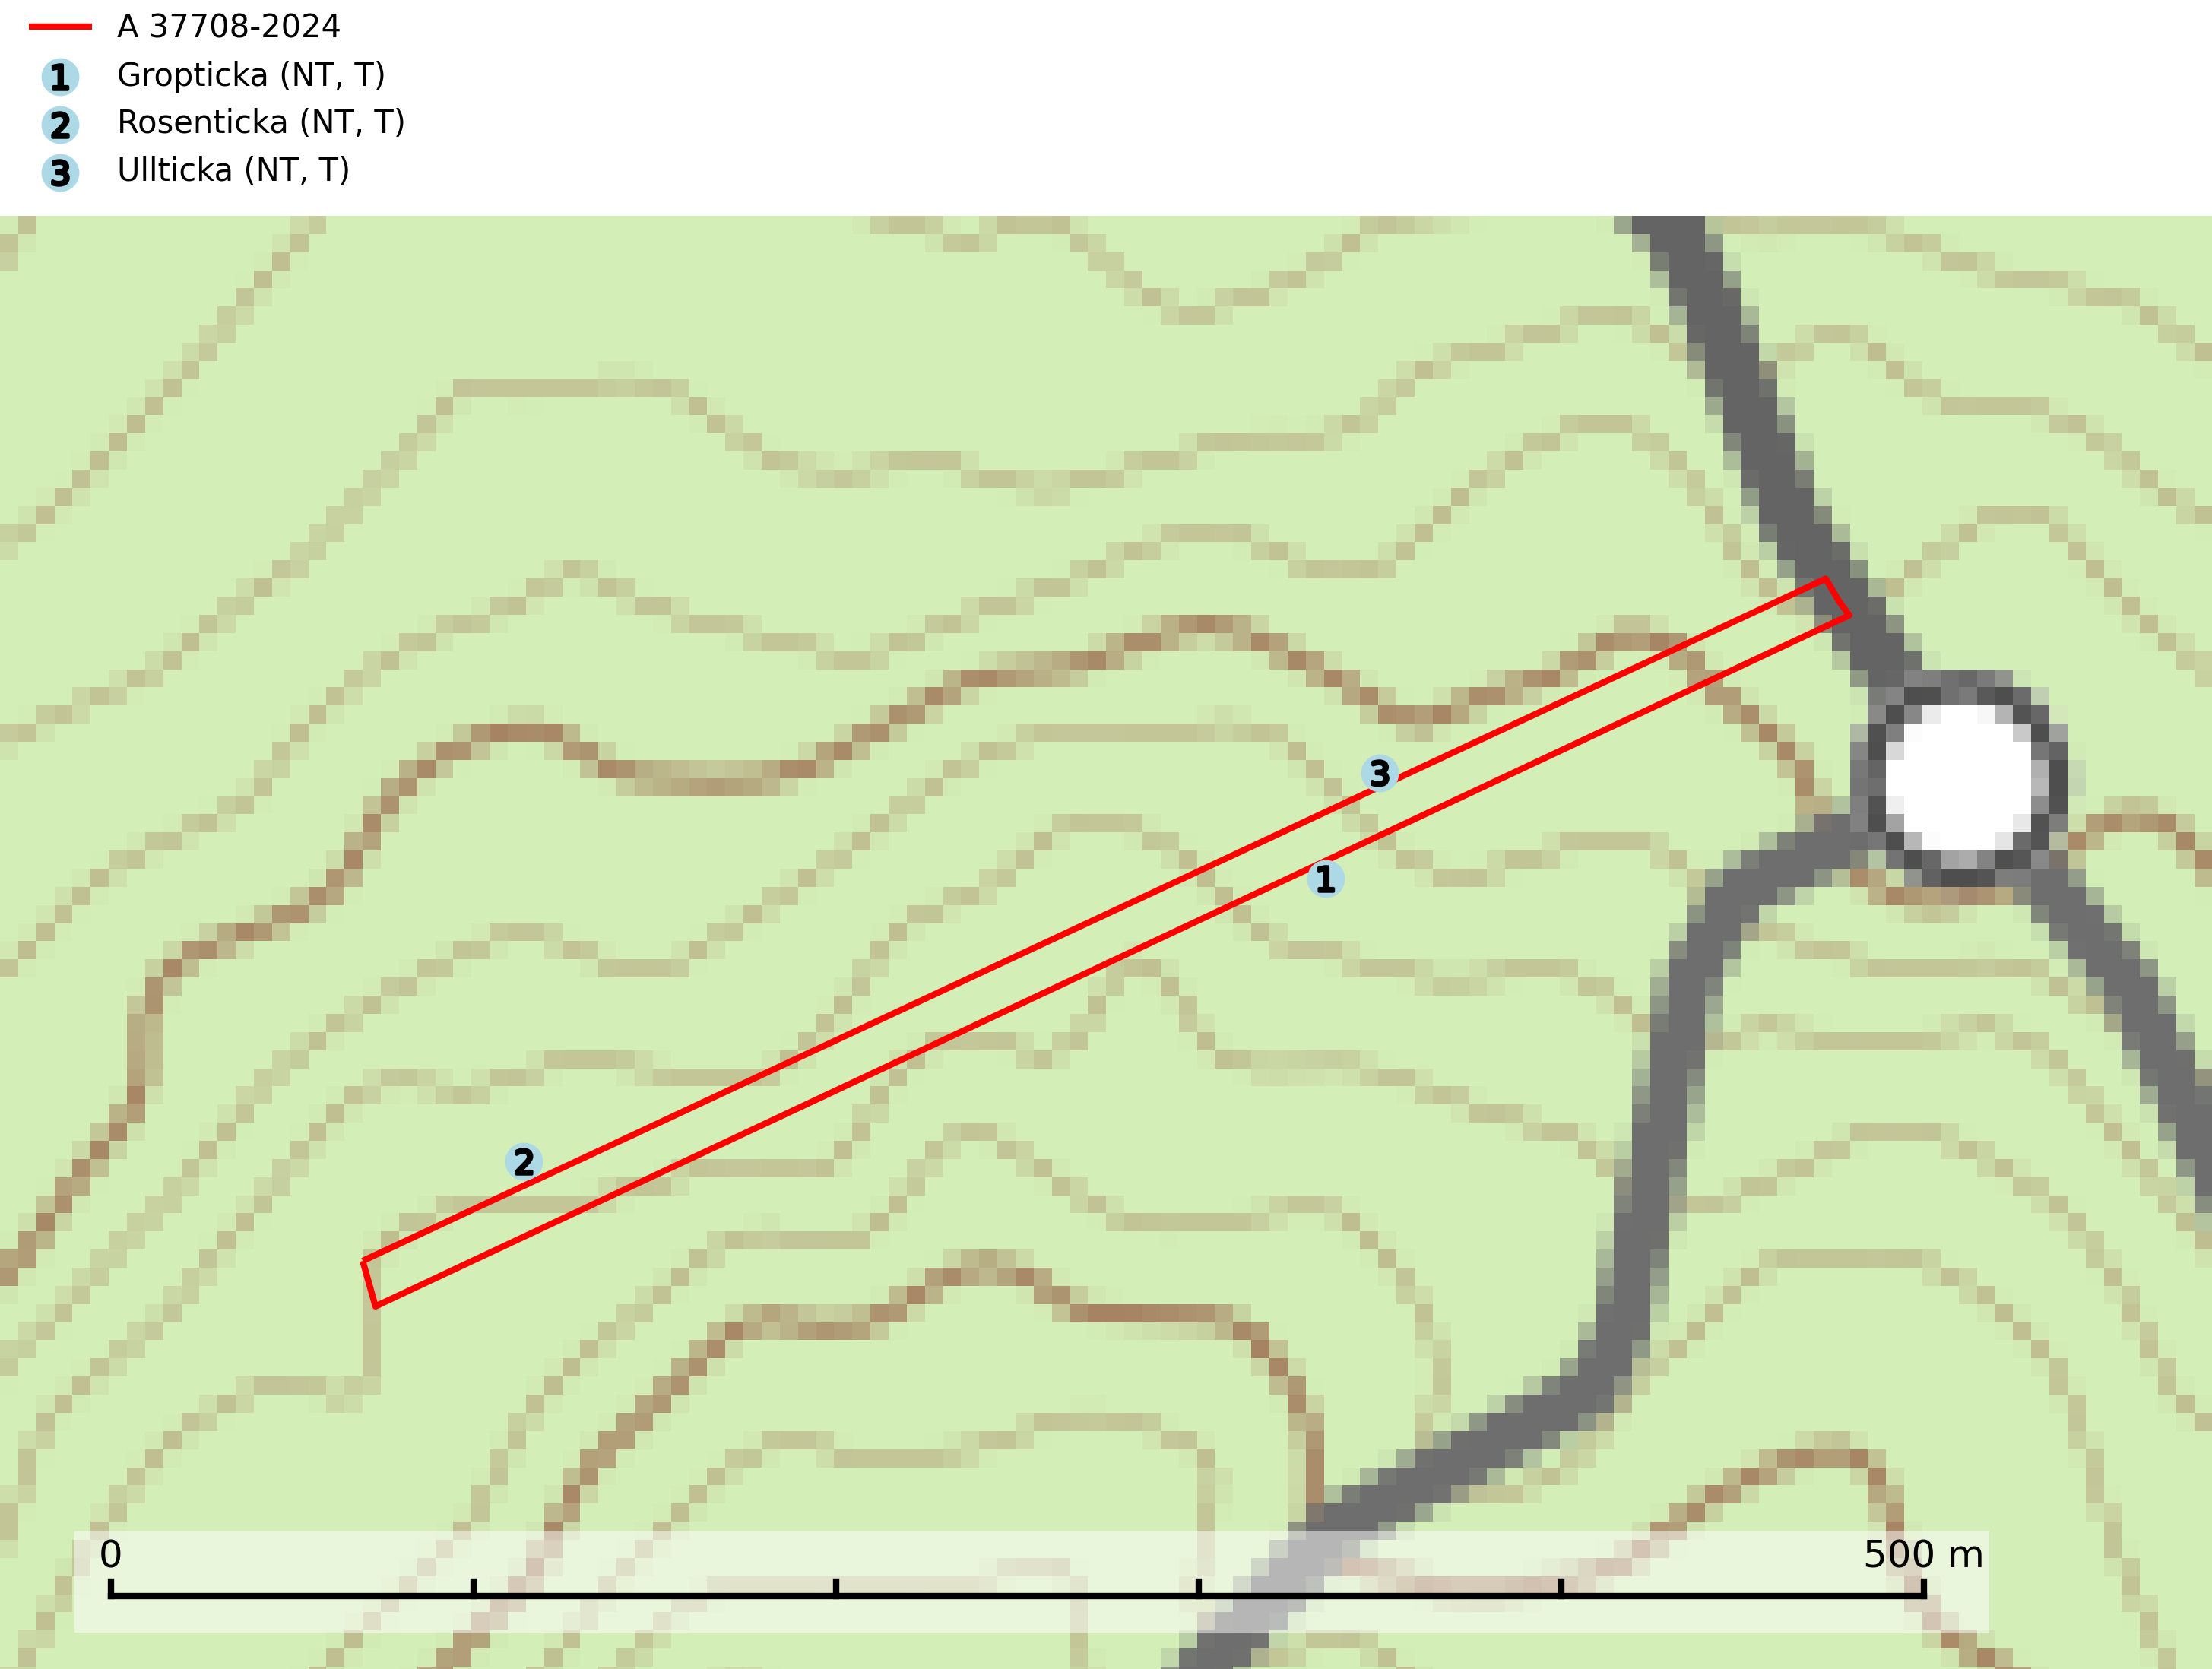 A 37708-2024
1 Gropticka (NT, T)
2 Rosenticka (NT, T)
3 Ullticka (NT, T)
3
1
2
0 500 m